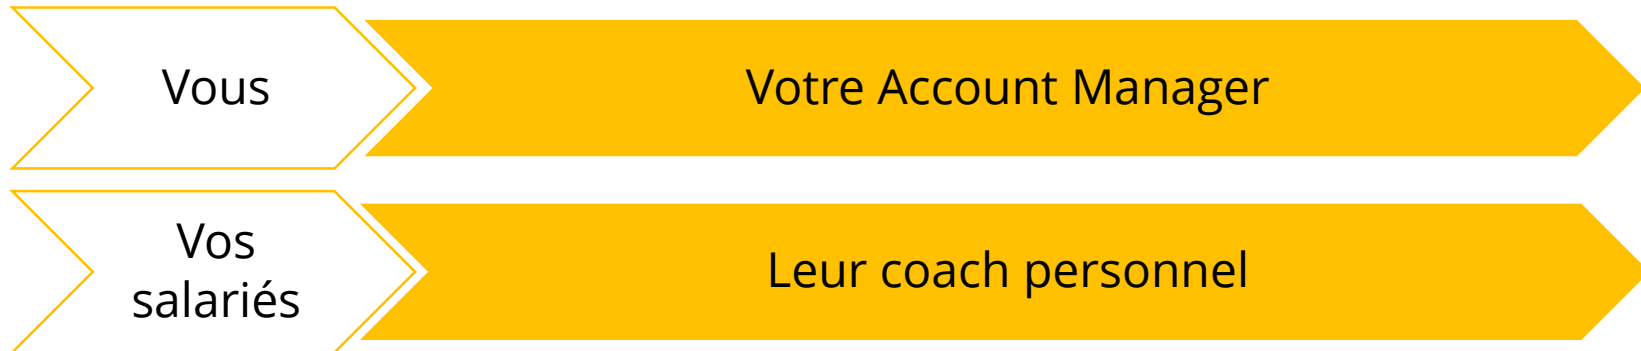 Vous
Votre Account Manager
Vos
salariés
Leur coach personnel